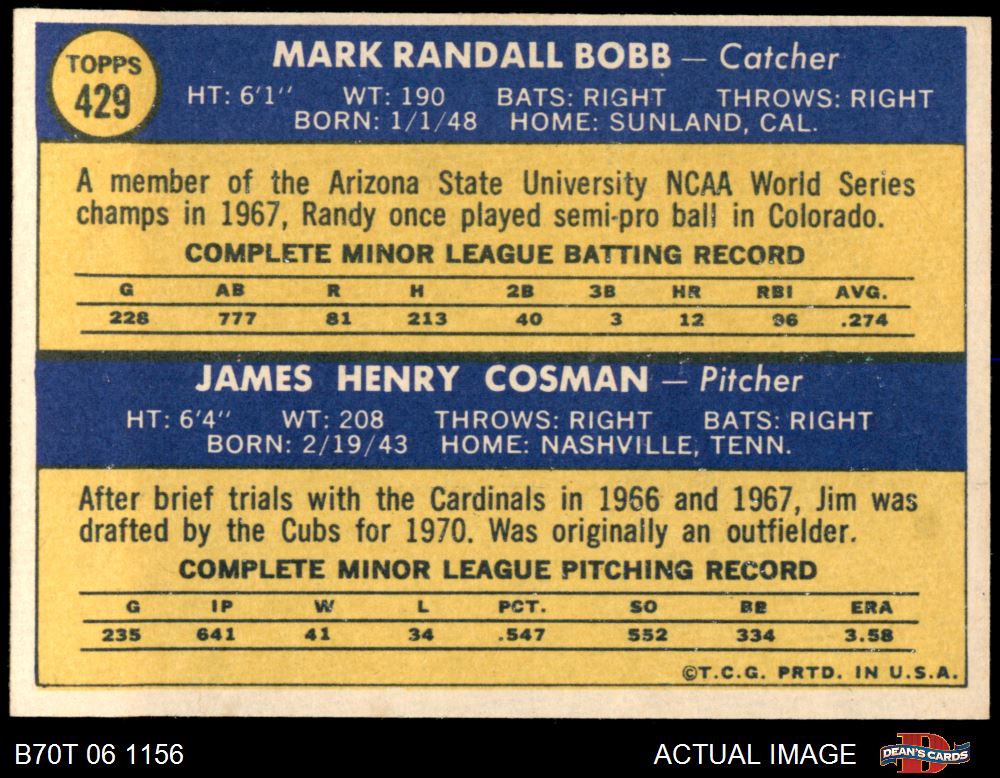 TOPPS
429
MARK RANDALL BOBB — Catcher
HT: 6'1" WT: 190 BATS: RIGHT THROWS: RIGHT
BORN: 1/1/48 HOME: SUNLAND, CAL.
A member of the Arizona State University NCAA World Series
champs in 1967, Randy once played semi-pro ball in Colorado.
COMPLETE MINOR LEAGUE BATTING RECORD
G AB R H 2B 3B HR RBI AVG.
228 777 81 213 40 3 12 96 .274
JAMES HENRY COSMAN — Pitcher
HT: 6'4" WT: 208 THROWS: RIGHT BATS: RIGHT
BORN: 2/19/43 HOME: NASHVILLE, TENN.
After brief trials with the Cardinals in 1966 and 1967, Jim was
drafted by the Cubs for 1970. Was originally an outfielder.
COMPLETE MINOR LEAGUE PITCHING RECORD
G IP W L PCT. SO BB ERA
235 641 41 34 .547 552 334 3.58
©T.C.G. PRTD. IN U.S.A.
B70T 06 1156 ACTUAL IMAGE DEAN'S CARDS